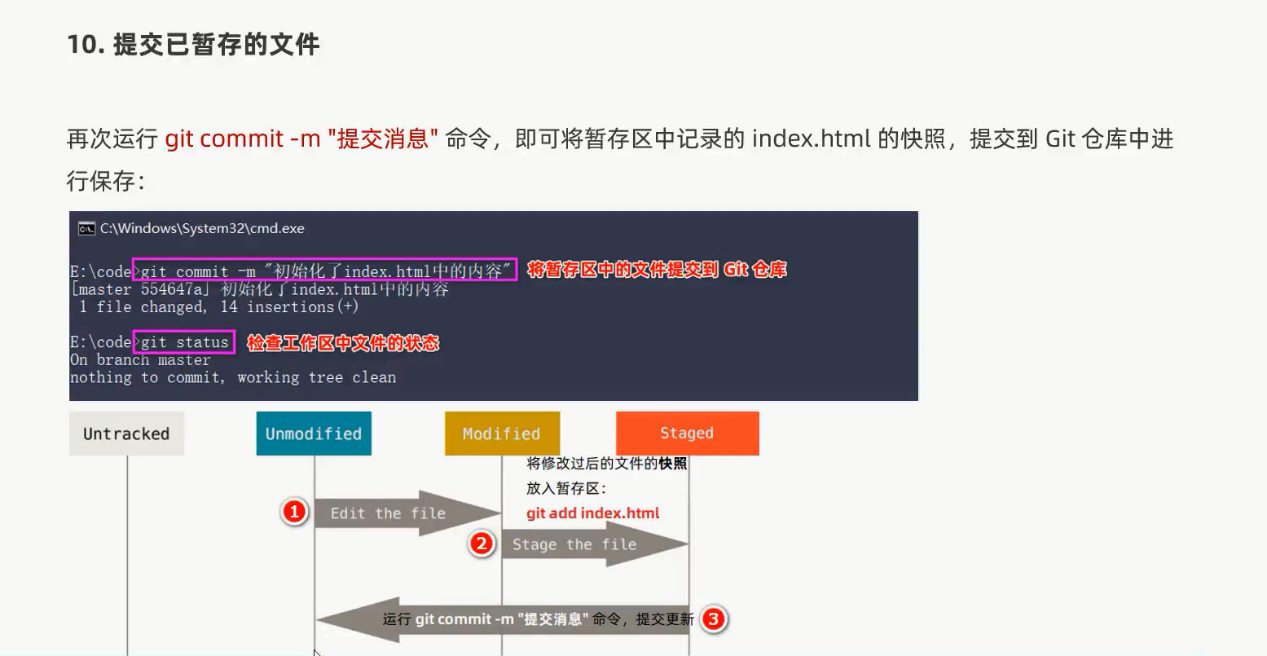 10. 提交已暂存的文件
再次运行 git commit -m "提交消息" 命令，即可将暂存区中记录的 index.html 的快照，提交到 Git 仓库中进
行保存：
C:\Windows\System32\cmd.exe
E:\code>git commit -m "初始化了index.html中的内容" 将暂存区中的文件提交到 Git 仓库
[master 554647a] 初始化了index.html中的内容
1 file changed, 14 insertions(+)
E:\code>git status 检查工作区中文件的状态
On branch master
nothing to commit, working tree clean
Untracked Unmodified Modified Staged
将修改过后的文件的快照
放入暂存区：
git add index.html
1 Edit the file
2 Stage the file
运行 git commit -m "提交消息" 命令，提交更新 3